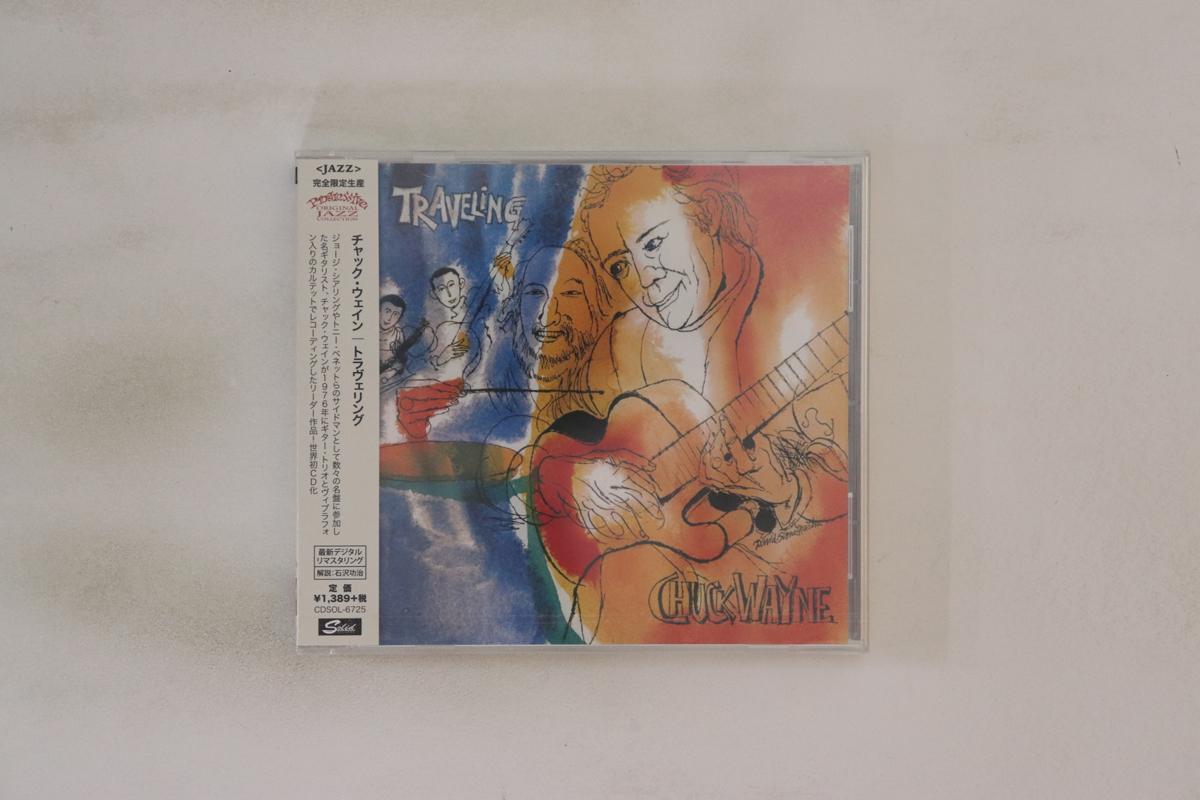 <JAZZ>
完全限定生産
Progressive
ORIGINAL
JAZZ
COLLECTION
チャック・ウェイン｜トラヴェリング
ジョージ・シアリングやトニー・ベネットらのサイドマンとして数々の名盤に参加し
た名ギタリスト、チャック・ウェインが1976年にギター・トリオとヴィブラフォ
ン入りのカルテットでレコーディングしたリーダー作品!世界初CD化
最新デジタル
リマスタリング
解説:石沢功治
定価
¥1,389+税
CDSOL-6725
Solid
TRAVELING
CHUCK WAYNE